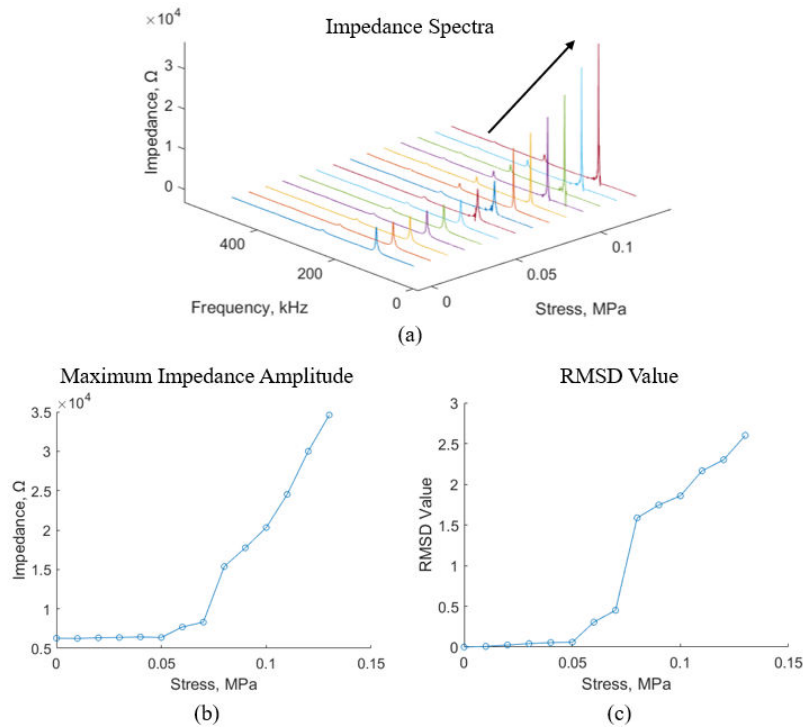 Impedance Spectra
×10⁴
3
2
1
0
Impedance, Ω
400
200
0
Frequency, kHz
0
0.05
0.1
Stress, MPa
(a)
Maximum Impedance Amplitude
×10⁴
3.5
3
2.5
2
1.5
1
0.5
Impedance, Ω
0 0.05 0.1 0.15
Stress, MPa
(b)
RMSD Value
3
2.5
2
1.5
1
0.5
0
RMSD Value
0 0.05 0.1 0.15
Stress, MPa
(c)